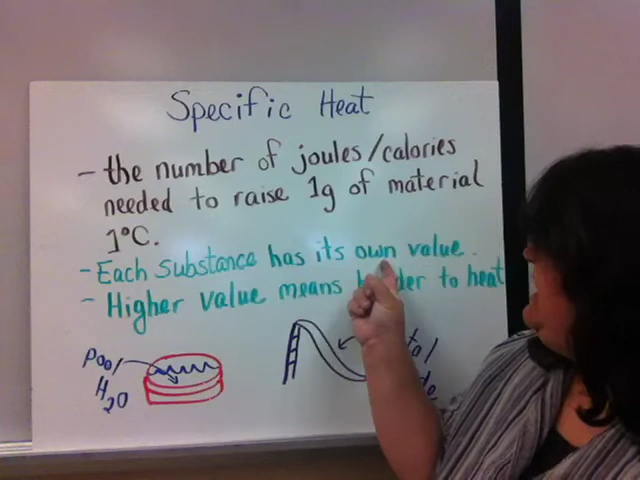 Specific Heat
- the number of joules/calories
needed to raise 1g of material
1°C.
- Each substance has its own value.
- Higher value means to heat
Pool
H2O